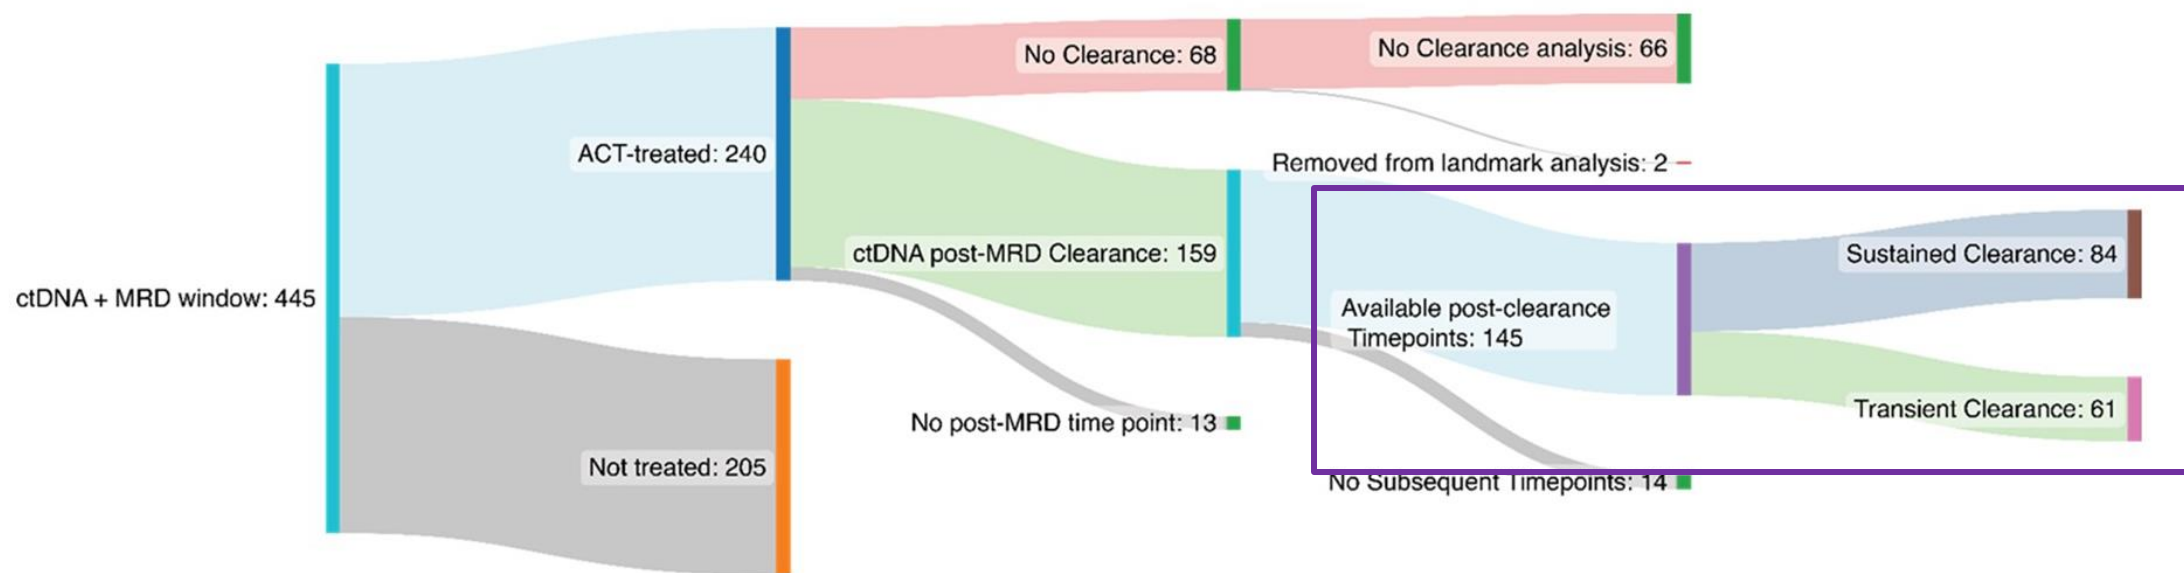 ctDNA + MRD window: 445
ACT-treated: 240
Not treated: 205
No Clearance: 68
ctDNA post-MRD Clearance: 159
No post-MRD time point: 13
No Clearance analysis: 66
Removed from landmark analysis: 2
Available post-clearance
Timepoints: 145
No Subsequent Timepoints: 14
Sustained Clearance: 84
Transient Clearance: 61